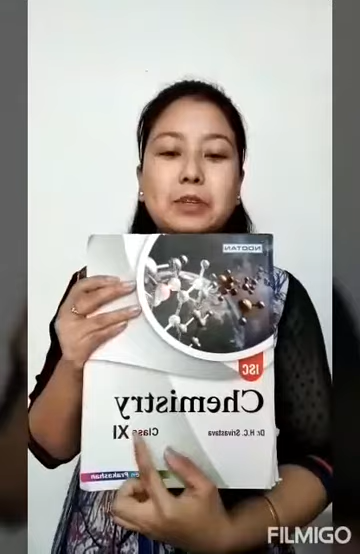 NOOTAN
ISC
Chemistry
Dr. H.C. Srivastava
Class XI
Prakashan
FILMIGO